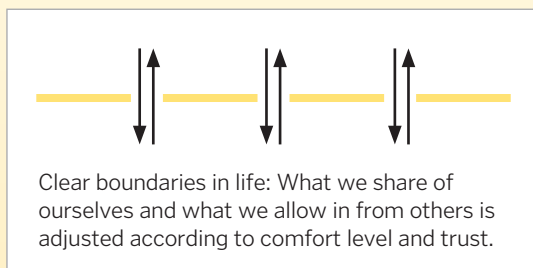 Clear boundaries in life: What we share of
ourselves and what we allow in from others is
adjusted according to comfort level and trust.